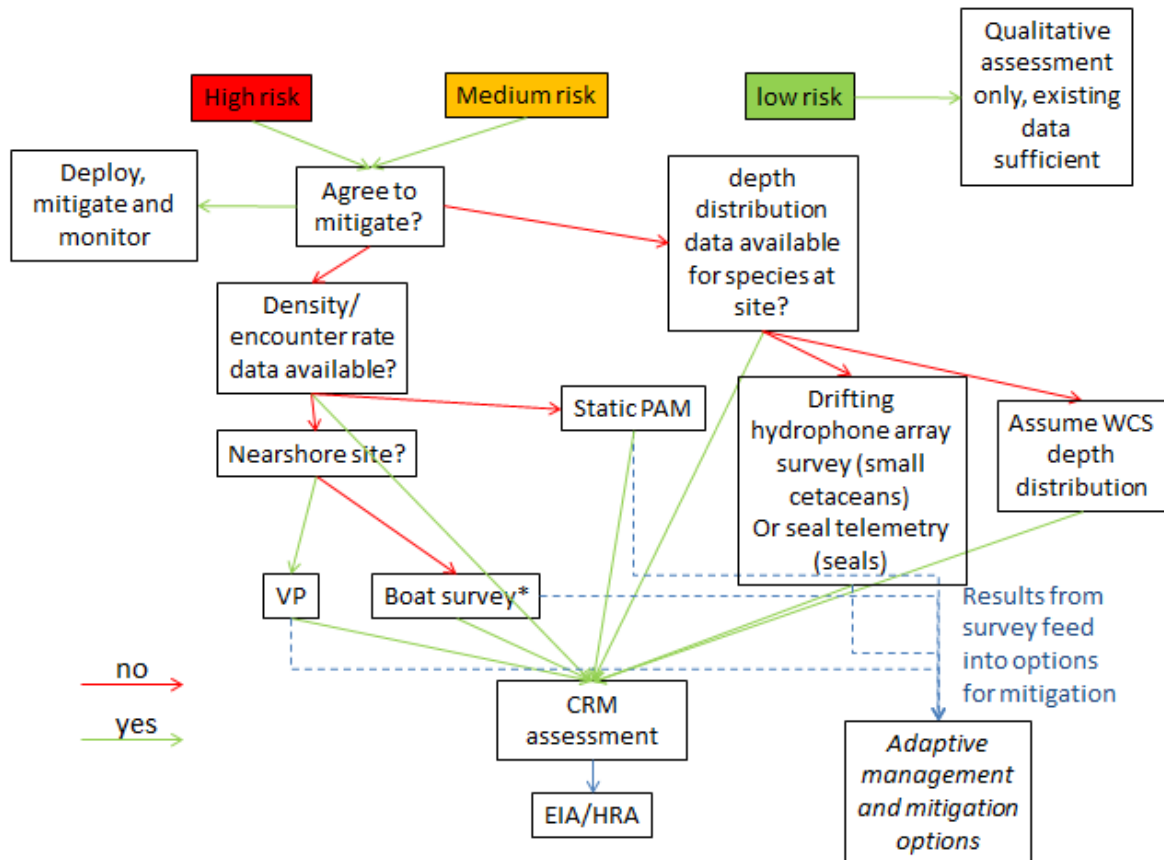 Qualitative
assessment
only, existing
data
sufficient
High risk
Medium risk
low risk
Deploy,
mitigate and
monitor
Agree to
mitigate?
depth
distribution
data available
for species at
site?
Density/
encounter rate
data available?
Static PAM
Drifting
hydrophone array
survey (small
cetaceans)
Or seal telemetry
(seals)
Assume WCS
depth
distribution
Nearshore site?
VP
Boat survey*
Results from
survey feed
into options
for mitigation
no
yes
CRM
assessment
Adaptive
management
and mitigation
options
EIA/HRA